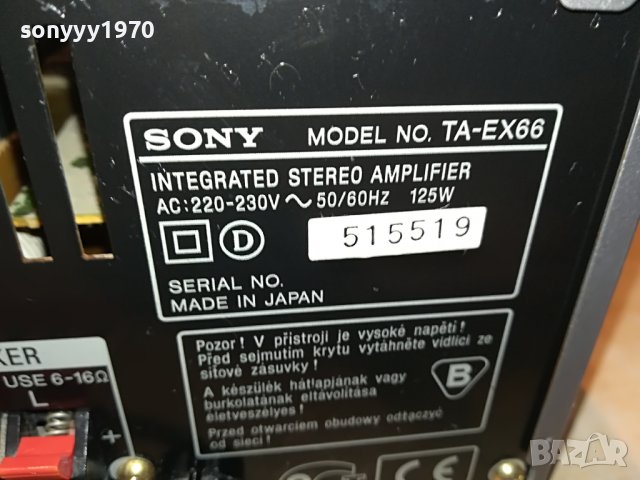 sonyyy1970
SONY MODEL NO. TA-EX66
INTEGRATED STEREO AMPLIFIER
AC:220-230V ~ 50/60HZ 125W
D 515519
SERIAL NO.
MADE IN JAPAN
KER
USE 6-16Ω
L
+
Pozor! V přístroji je vysoké napětí!
Před sejmutím krytu vytáhněte vidlici ze
síťové zásuvky!
A készülék hátlapjának vagy
burkolatának eltávolítása
életveszélyes!
Przed otwarciem obudowy odłączyć
od sieci!
B
CE
BAZAR